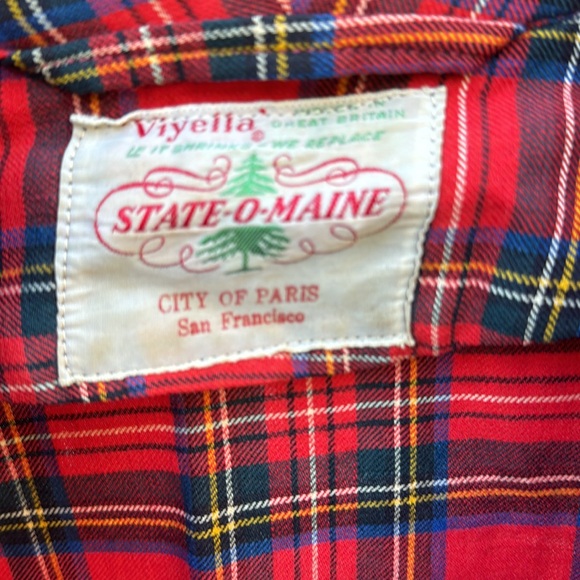 Viyella ©
GREAT BRITAIN
IF IT SHRINKS - WE REPLACE
STATE-O-MAINE
CITY OF PARIS
San Francisco